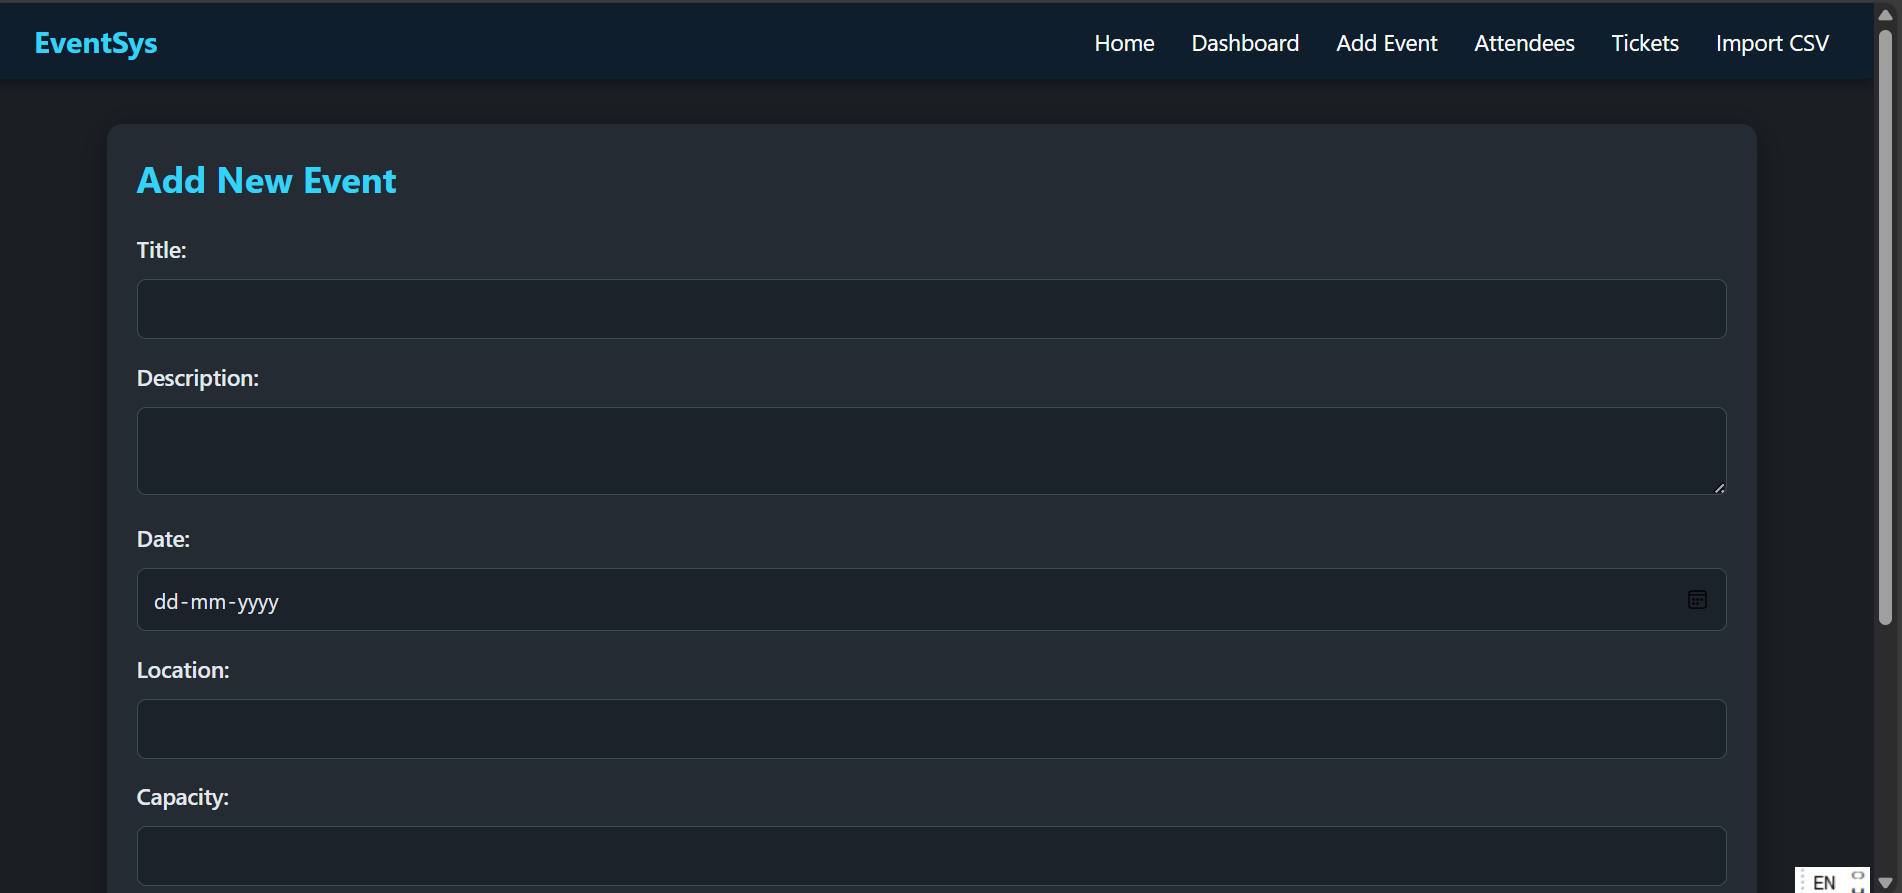 EventSys
Home Dashboard Add Event Attendees Tickets Import CSV
Add New Event
Title:
Description:
Date:
dd-mm-yyyy
Location:
Capacity:
EN